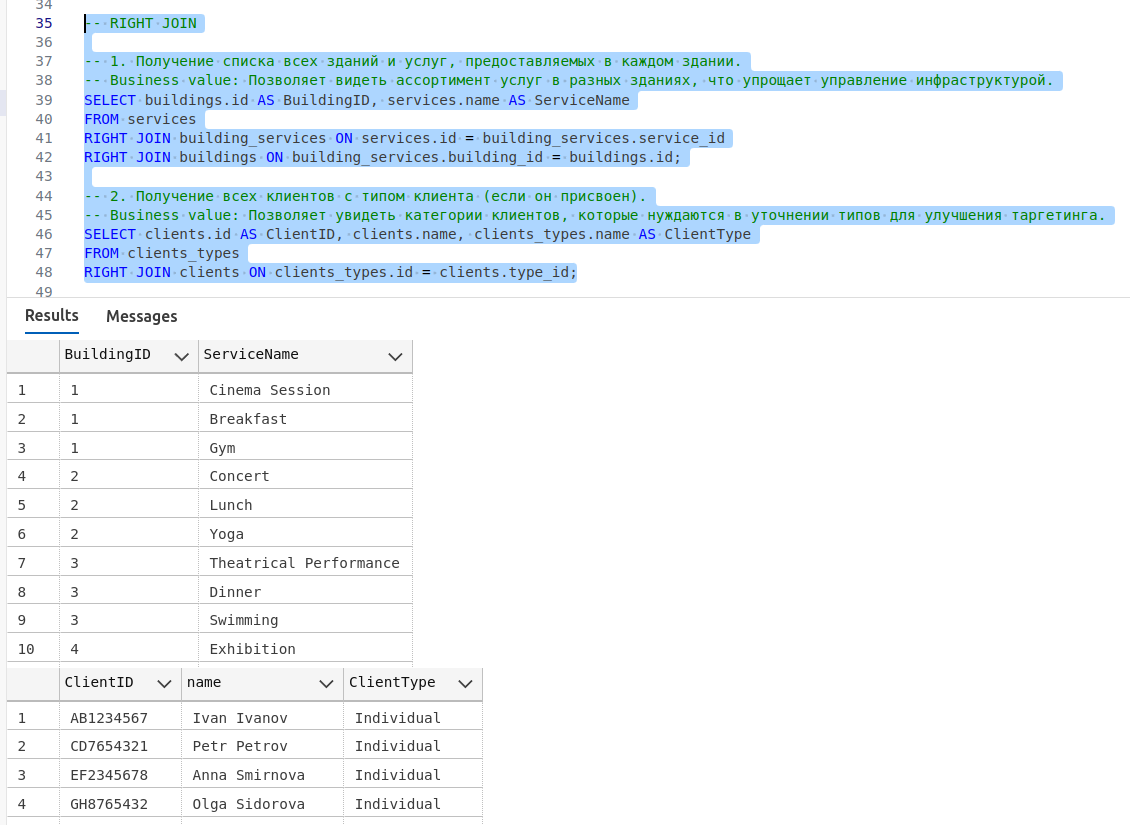 34
35 -- RIGHT JOIN
36
37 -- 1. Получение списка всех зданий и услуг, предоставляемых в каждом здании.
38 -- Business value: Позволяет видеть ассортимент услуг в разных зданиях, что упрощает управление инфраструктурой.
39 SELECT buildings.id AS BuildingID, services.name AS ServiceName
40 FROM services
41 RIGHT JOIN building_services ON services.id = building_services.service_id
42 RIGHT JOIN buildings ON building_services.building_id = buildings.id;
43
44 -- 2. Получение всех клиентов с типом клиента (если он присвоен).
45 -- Business value: Позволяет увидеть категории клиентов, которые нуждаются в уточнении типов для улучшения таргетинга.
46 SELECT clients.id AS ClientID, clients.name, clients_types.name AS ClientType
47 FROM clients_types
48 RIGHT JOIN clients ON clients_types.id = clients.type_id;
49
Results Messages
BuildingID ServiceName
1 1 Cinema Session
2 1 Breakfast
3 1 Gym
4 2 Concert
5 2 Lunch
6 2 Yoga
7 3 Theatrical Performance
8 3 Dinner
9 3 Swimming
10 4 Exhibition
ClientID name ClientType
1 AB1234567 Ivan Ivanov Individual
2 CD7654321 Petr Petrov Individual
3 EF2345678 Anna Smirnova Individual
4 GH8765432 Olga Sidorova Individual